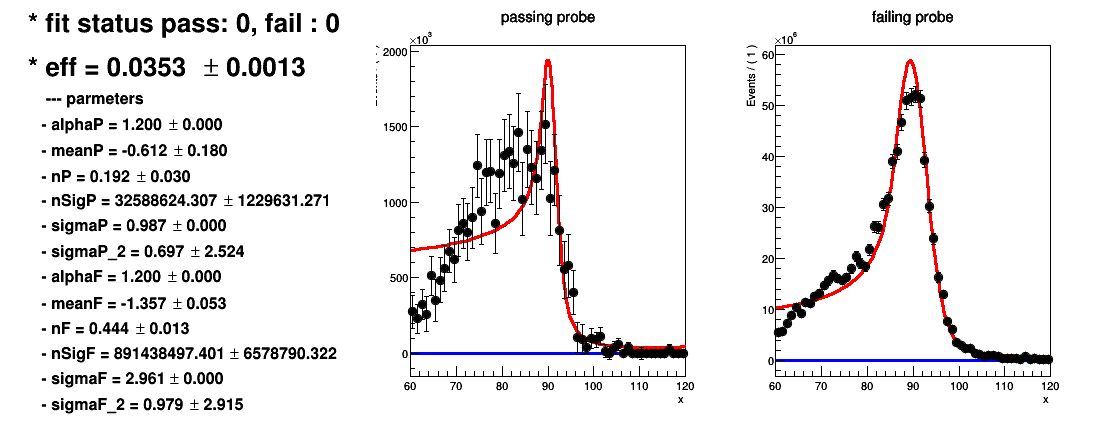 * fit status pass: 0, fail : 0
* eff = 0.0353 ± 0.0013
--- parmeters
- alphaP = 1.200 ± 0.000
- meanP = -0.612 ± 0.180
- nP = 0.192 ± 0.030
- nSigP = 32588624.307 ± 1229631.271
- sigmaP = 0.987 ± 0.000
- sigmaP_2 = 0.697 ± 2.524
- alphaF = 1.200 ± 0.000
- meanF = -1.357 ± 0.053
- nF = 0.444 ± 0.013
- nSigF = 891438497.401 ± 6578790.322
- sigmaF = 2.961 ± 0.000
- sigmaF_2 = 0.979 ± 2.915
passing probe
×10³
2000
1500
1000
500
0
60 70 80 90 100 110 120
x
failing probe
×10⁶
Events / ( 1 )
60
50
40
30
20
10
0
60 70 80 90 100 110 120
x